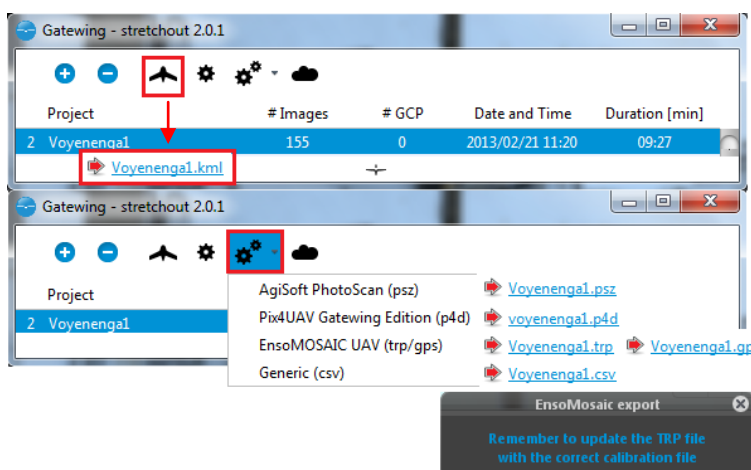 Gatewing - stretchout 2.0.1
Project # Images # GCP Date and Time Duration [min]
2 Voyenenga1 155 0 2013/02/21 11:20 09:27
Voyenenga1.kml
Gatewing - stretchout 2.0.1
Project
2 Voyenenga1
AgiSoft PhotoScan (psz) Voyenenga1.psz
Pix4UAV Gatewing Edition (p4d) voyenenga1.p4d
EnsoMOSAIC UAV (trp/gps) Voyenenga1.trp Voyenenga1.gp
Generic (csv) Voyenenga1.csv
EnsoMosaic export
Remember to update the TRP file
with the correct calibration file